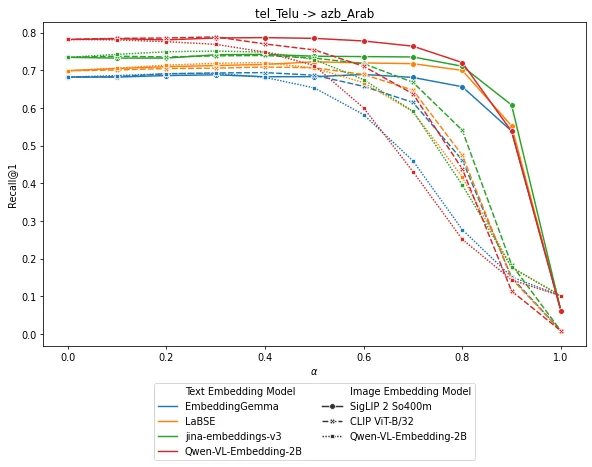 tel_Telu -> azb_Arab
Recall@1
0.8
0.7
0.6
0.5
0.4
0.3
0.2
0.1
0.0
0.0 0.2 0.4 0.6 0.8 1.0
α
Text Embedding Model
EmbeddingGemma
LaBSE
jina-embeddings-v3
Qwen-VL-Embedding-2B
Image Embedding Model
SigLIP 2 So400m
CLIP ViT-B/32
Qwen-VL-Embedding-2B